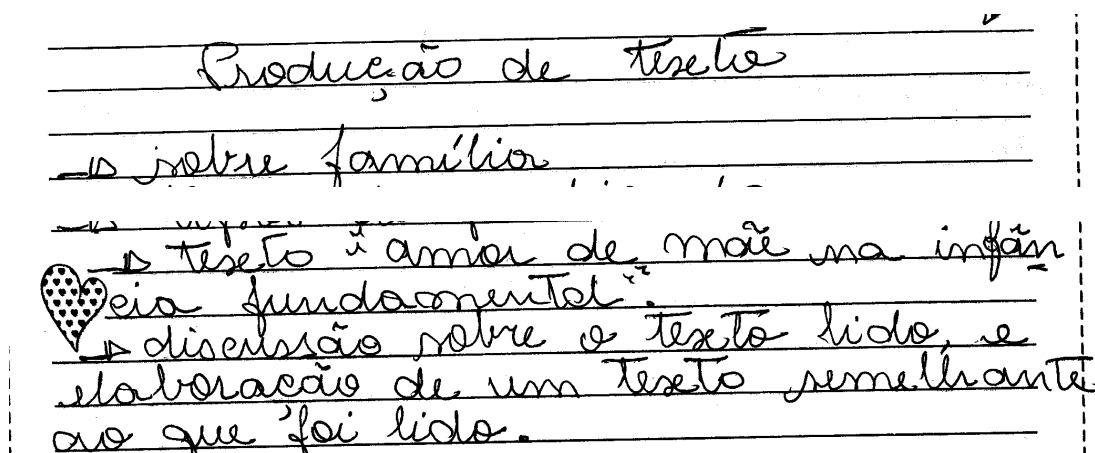 Produção de texto
→ sobre família
→ texto "amor de mãe na infân
cia fundamental".
→ discussão sobre o texto lido, e
elaboração de um texto semelhante
ao que foi lido.